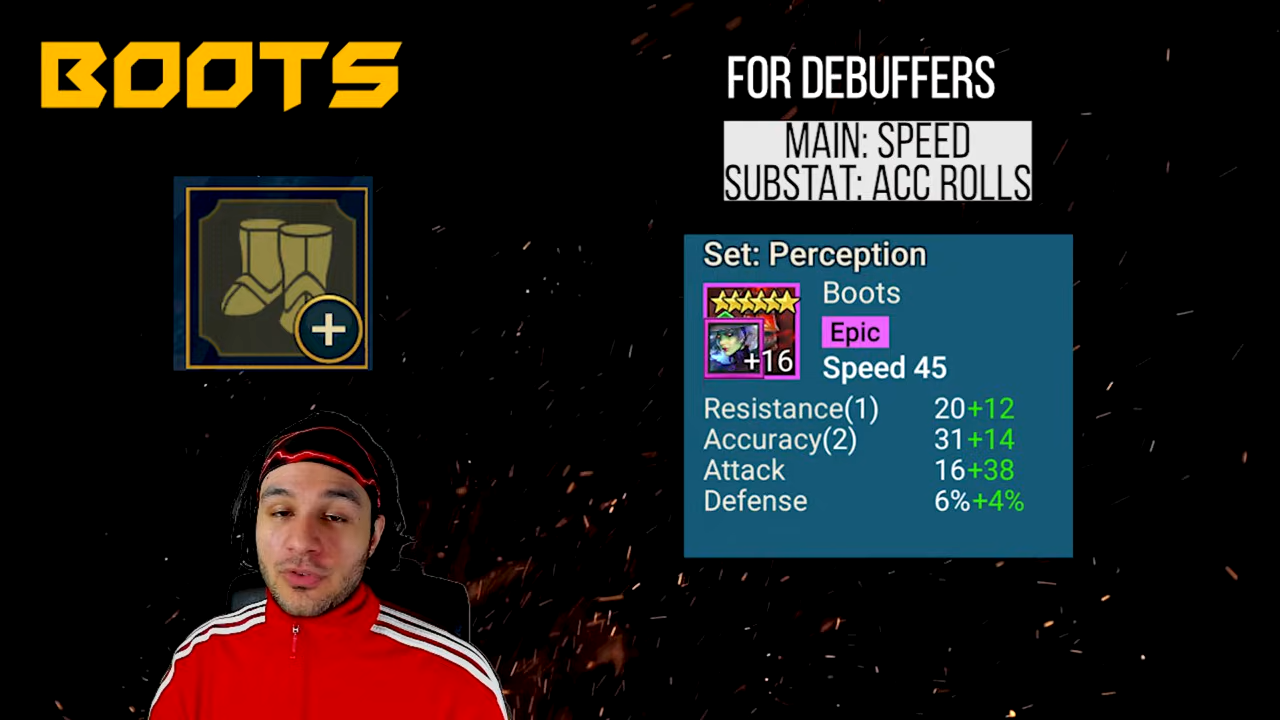 BOOTS
FOR DEBUFFERS
MAIN: SPEED
SUBSTAT: ACC ROLLS
Set: Perception
Boots
Epic
+16
Speed 45
Resistance(1) 20+12
Accuracy(2) 31+14
Attack 16+38
Defense 6%+4%